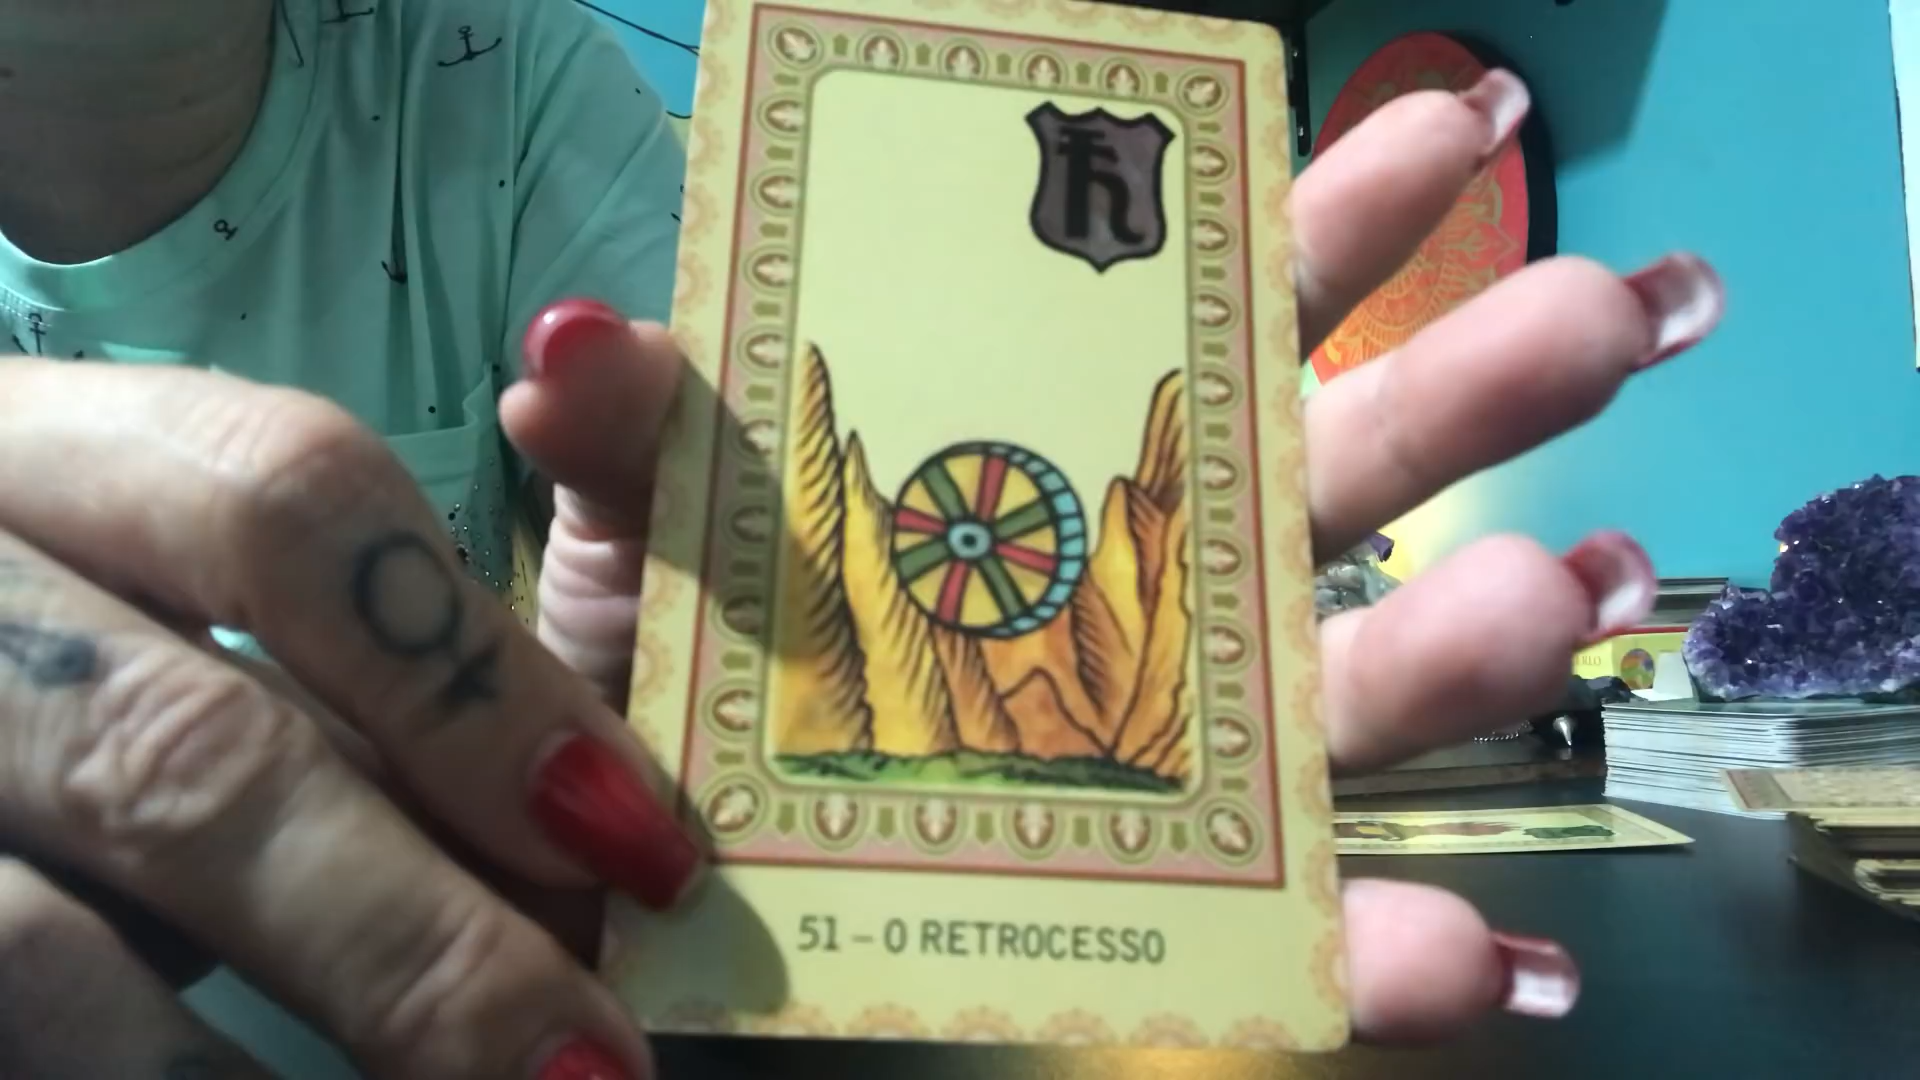 51 – O RETROCESSO